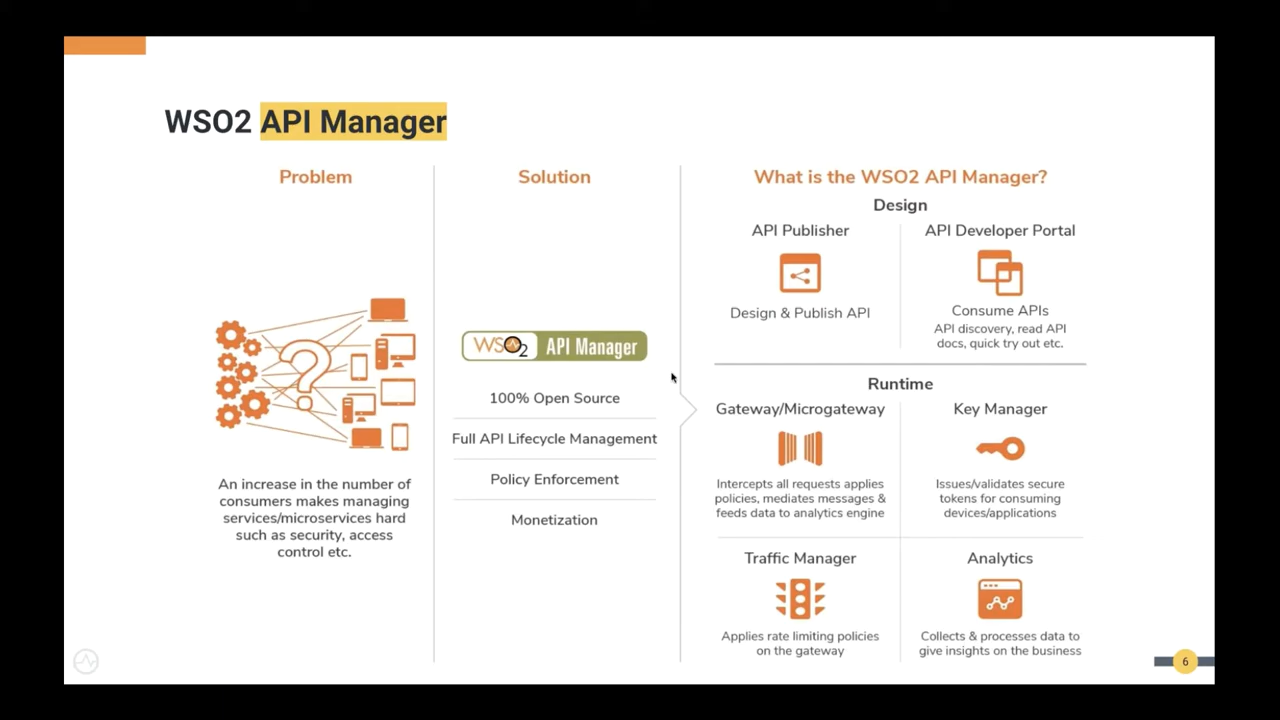 WSO2 API Manager
Problem
An increase in the number of
consumers makes managing
services/microservices hard
such as security, access
control etc.
Solution
WSO2 API Manager
100% Open Source
Full API Lifecycle Management
Policy Enforcement
Monetization
What is the WSO2 API Manager?
Design
API Publisher
Design & Publish API
API Developer Portal
Consume APIs
API discovery, read API
docs, quick try out etc.
Runtime
Gateway/Microgateway
Intercepts all requests applies
policies, mediates messages &
feeds data to analytics engine
Key Manager
Issues/validates secure
tokens for consuming
devices/applications
Traffic Manager
Applies rate limiting policies
on the gateway
Analytics
Collects & processes data to
give insights on the business
6